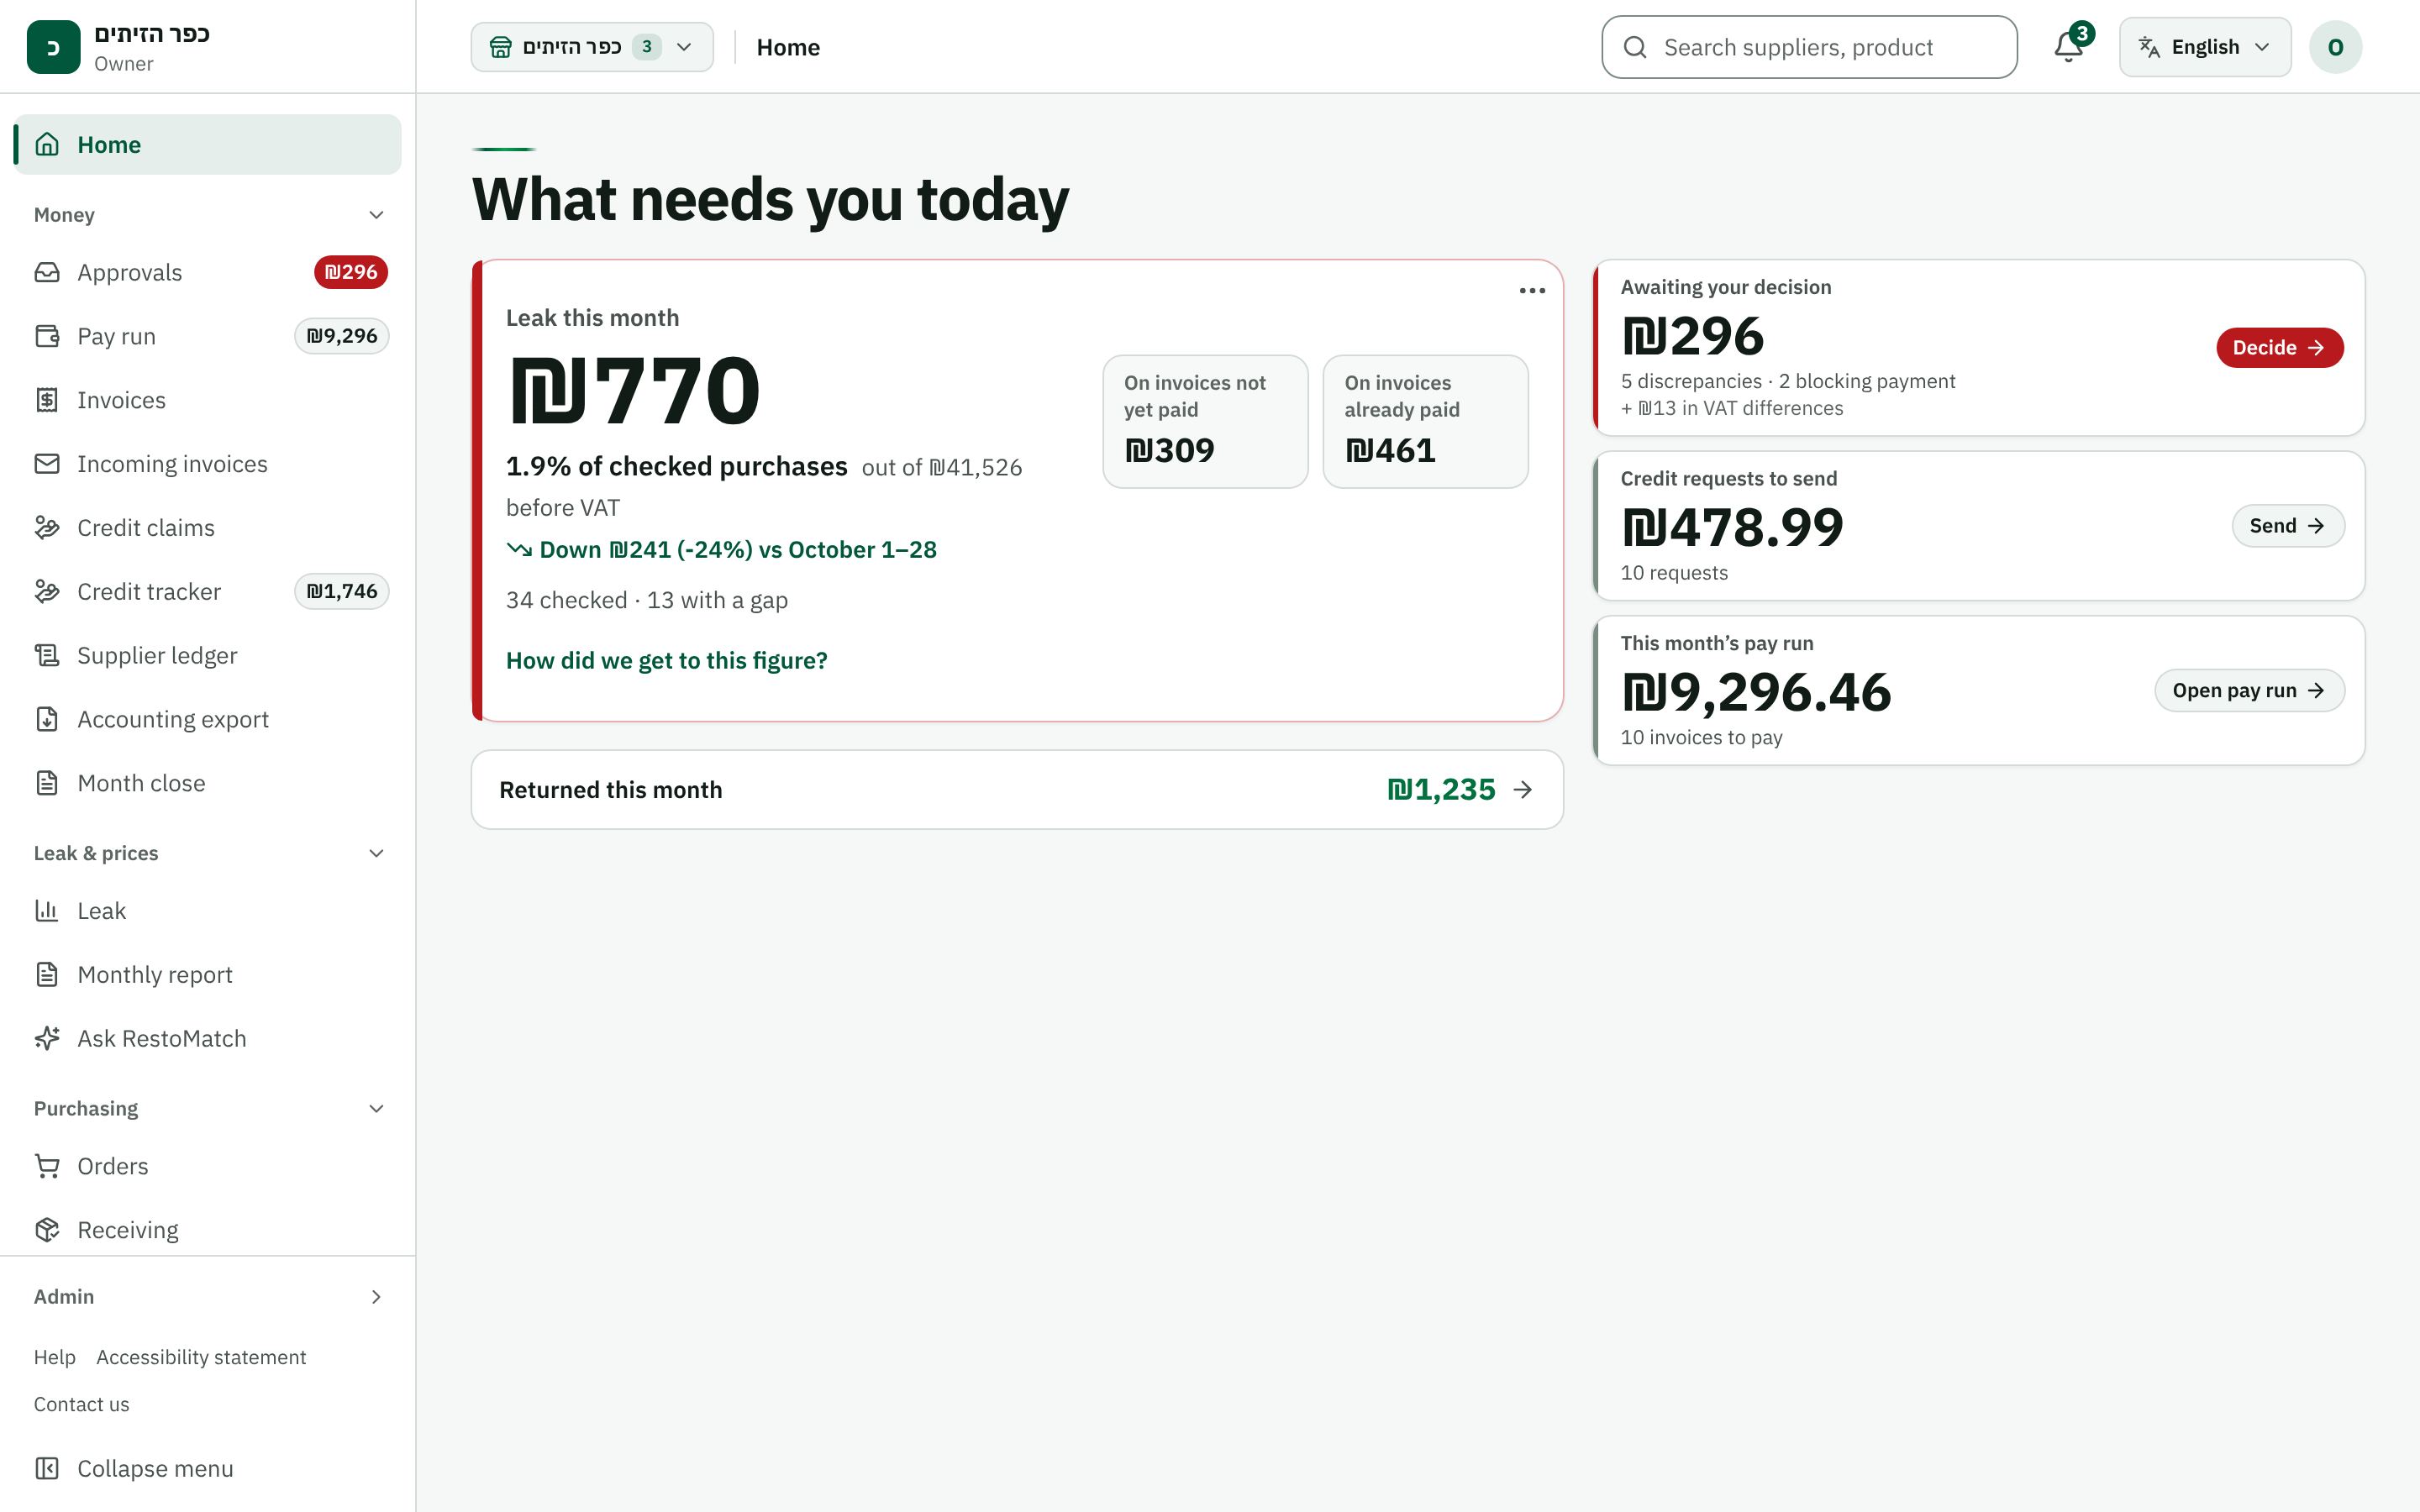 כ
כפר הזיתים
Owner
Home
Money
Approvals ₪296
Pay run ₪9,296
Invoices
Incoming invoices
Credit claims
Credit tracker ₪1,746
Supplier ledger
Accounting export
Month close
Leak & prices
Leak
Monthly report
Ask RestoMatch
Purchasing
Orders
Receiving
Admin
Help Accessibility statement
Contact us
Collapse menu
כפר הזיתים 3 Home
Search suppliers, product
3
English
O
What needs you today
Leak this month
₪770
1.9% of checked purchases out of ₪41,526
before VAT
Down ₪241 (-24%) vs October 1–28
34 checked · 13 with a gap
How did we get to this figure?
On invoices not
yet paid
₪309
On invoices
already paid
₪461
Returned this month ₪1,235
Awaiting your decision
₪296
5 discrepancies · 2 blocking payment
+ ₪13 in VAT differences
Decide
Credit requests to send
₪478.99
10 requests
Send
This month’s pay run
₪9,296.46
10 invoices to pay
Open pay run